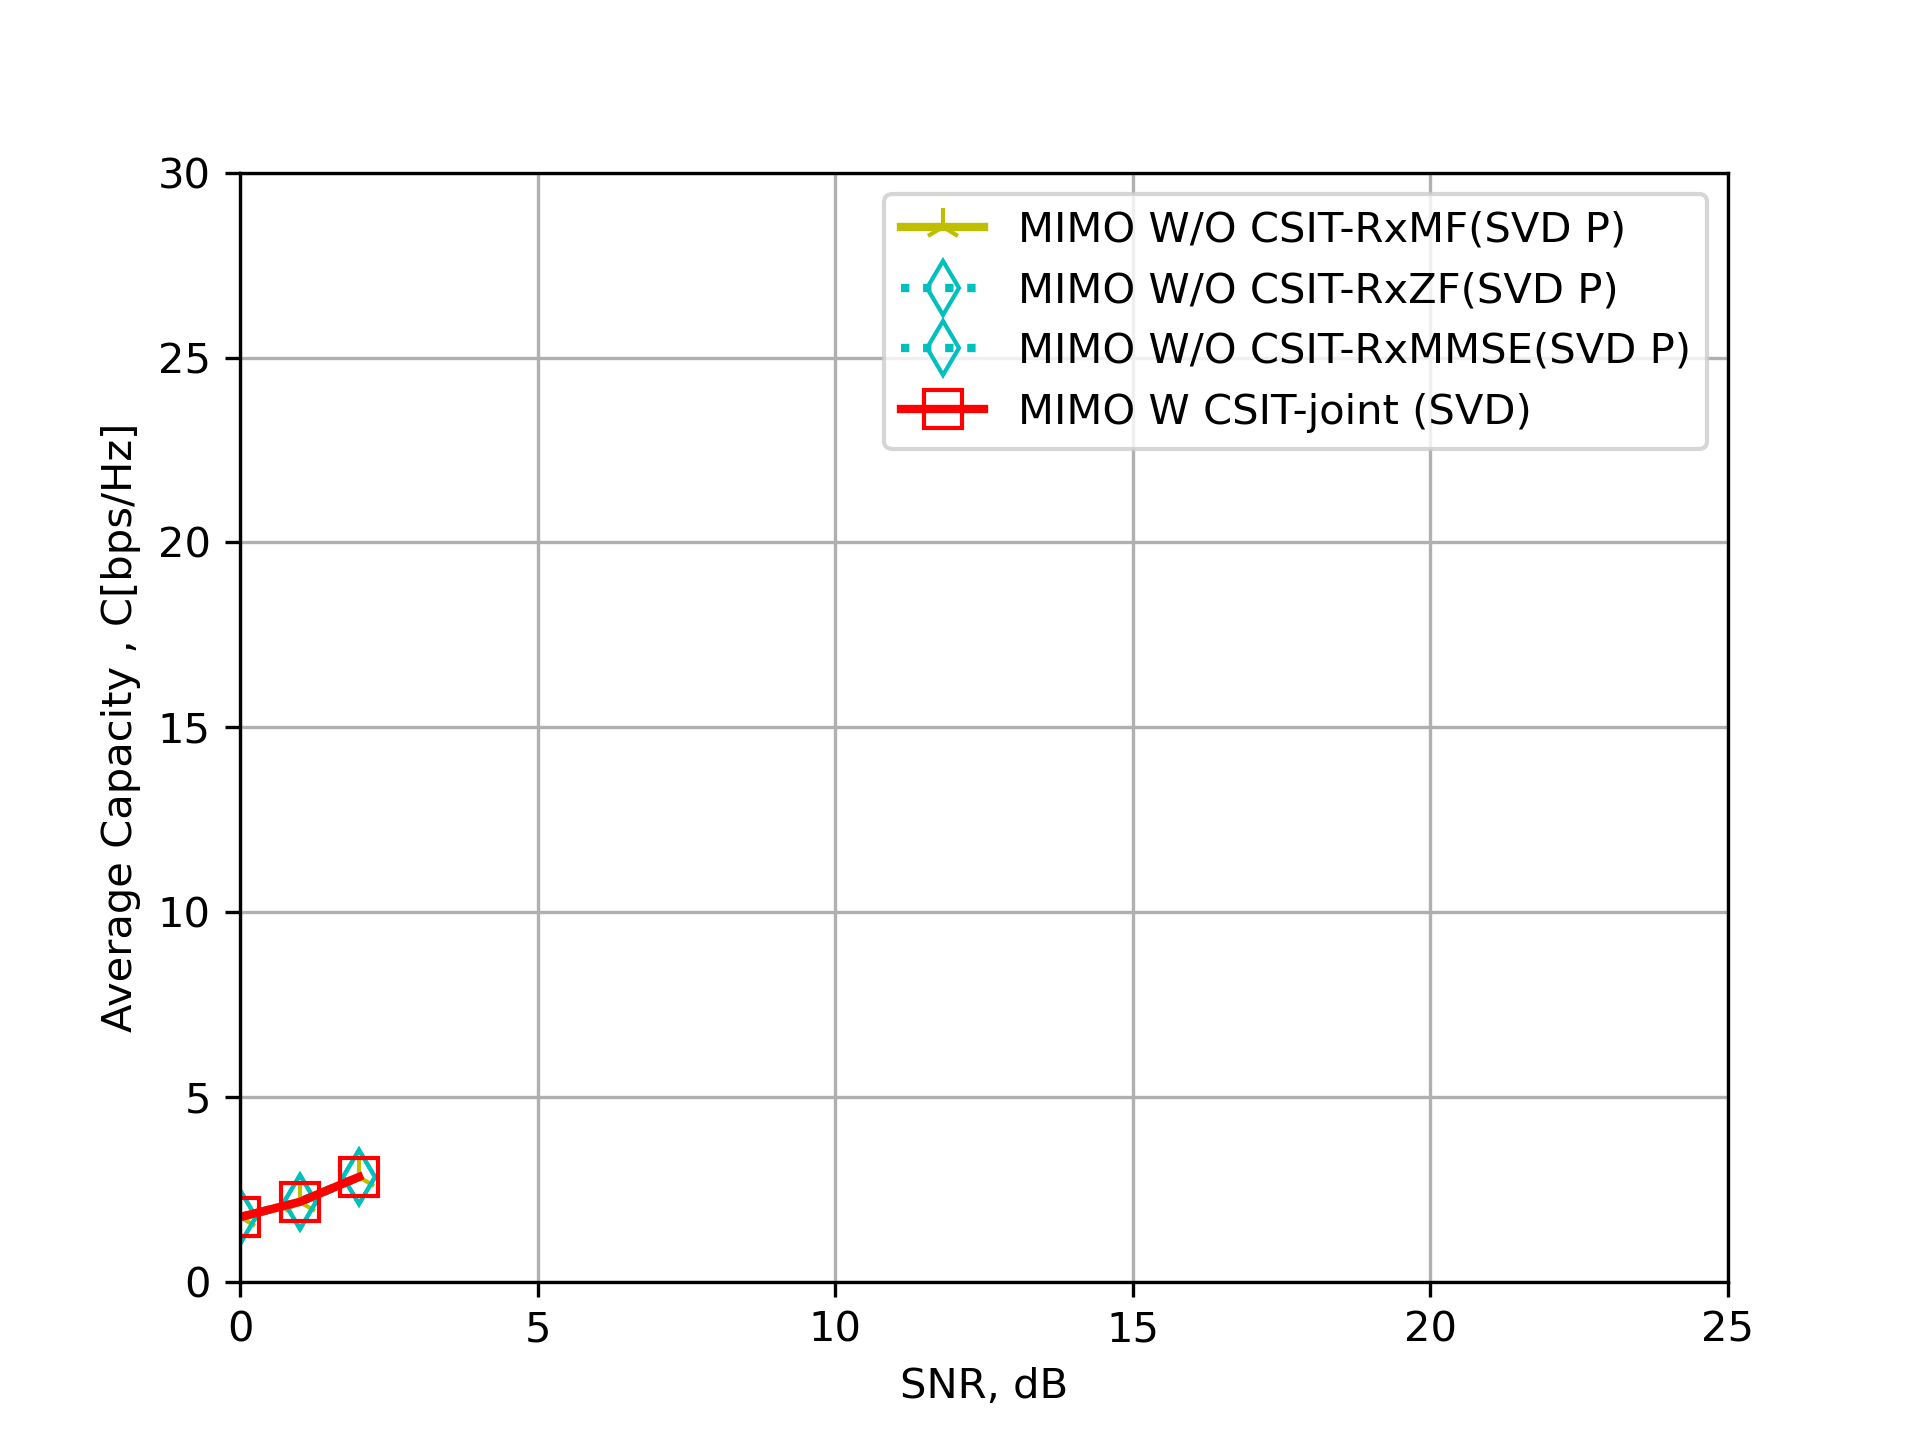 30
25
20
15
10
5
0
Average Capacity , C[bps/Hz]
MIMO W/O CSIT-RxMF(SVD P)
MIMO W/O CSIT-RxZF(SVD P)
MIMO W/O CSIT-RxMMSE(SVD P)
MIMO W CSIT-joint (SVD)
0 5 10 15 20 25
SNR, dB